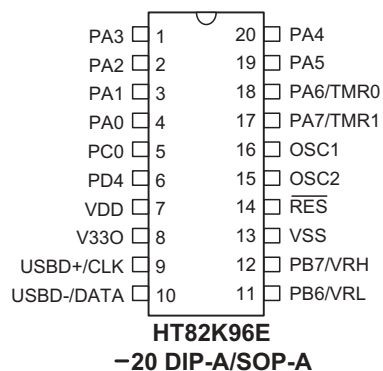 PA3 1 20 PA4
PA2 2 19 PA5
PA1 3 18 PA6/TMR0
PA0 4 17 PA7/TMR1
PC0 5 16 OSC1
PD4 6 15 OSC2
VDD 7 14 RES
V33O 8 13 VSS
USBD+/CLK 9 12 PB7/VRH
USBD-/DATA 10 11 PB6/VRL
HT82K96E
−20 DIP-A/SOP-A